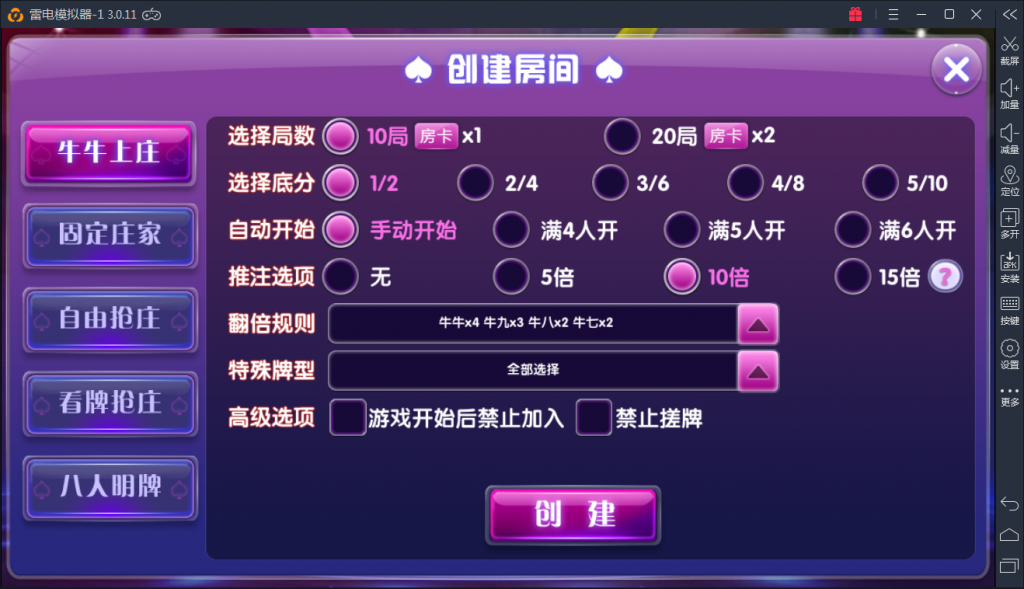 雷电模拟器-1 3.0.11
创建房间
牛牛上庄
固定庄家
自由抢庄
看牌抢庄
八人明牌
选择局数 10局 房卡 x1 20局 房卡 x2
选择底分 1/2 2/4 3/6 4/8 5/10
自动开始 手动开始 满4人开 满5人开 满6人开
推注选项 无 5倍 10倍 15倍 ?
翻倍规则 牛牛x4 牛九x3 牛八x2 牛七x2
特殊牌型 全部选择
高级选项 游戏开始后禁止加入 禁止搓牌
创 建
截屏
加量
减量
定位
多开
APK
安装
按键
设置
更多